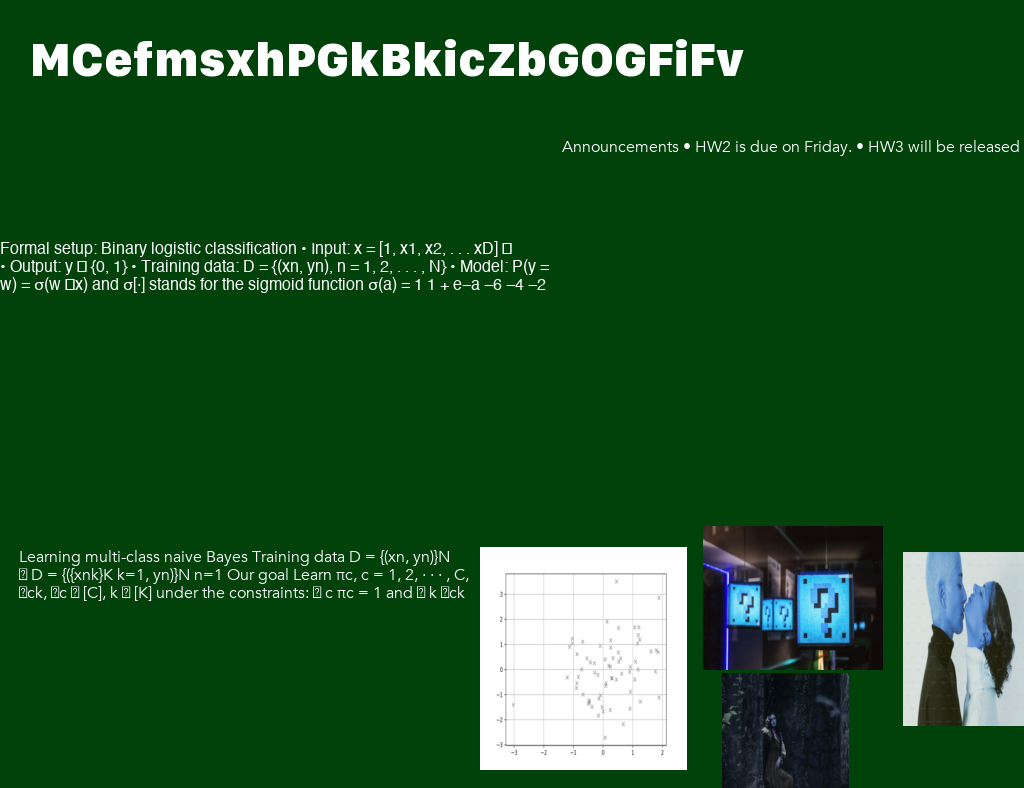 MCefmsxhPGkBkicZbGOGFiFv
Announcements • HW2 is due on Friday. • HW3 will be released
Formal setup: Binary logistic classification • Input: x = [1, x1, x2, . . . xD] 
• Output: y {0, 1} • Training data: D = {(xn, yn), n = 1, 2, . . . , N} • Model: P(y =
w) = σ(w x) and σ[·] stands for the sigmoid function σ(a) = 1 1 + e−a −6 −4 −2
Learning multi-class naive Bayes Training data D = {(xn, yn)}N
D = {({xnk}K k=1, yn)}N n=1 Our goal Learn πc, c = 1, 2, · · · , C,
ck, c [C], k [K] under the constraints: c πc = 1 and k ck
3
2
1
0
−1
−2
−3
−3 −2 −1 0 1 2
? ? ? ?